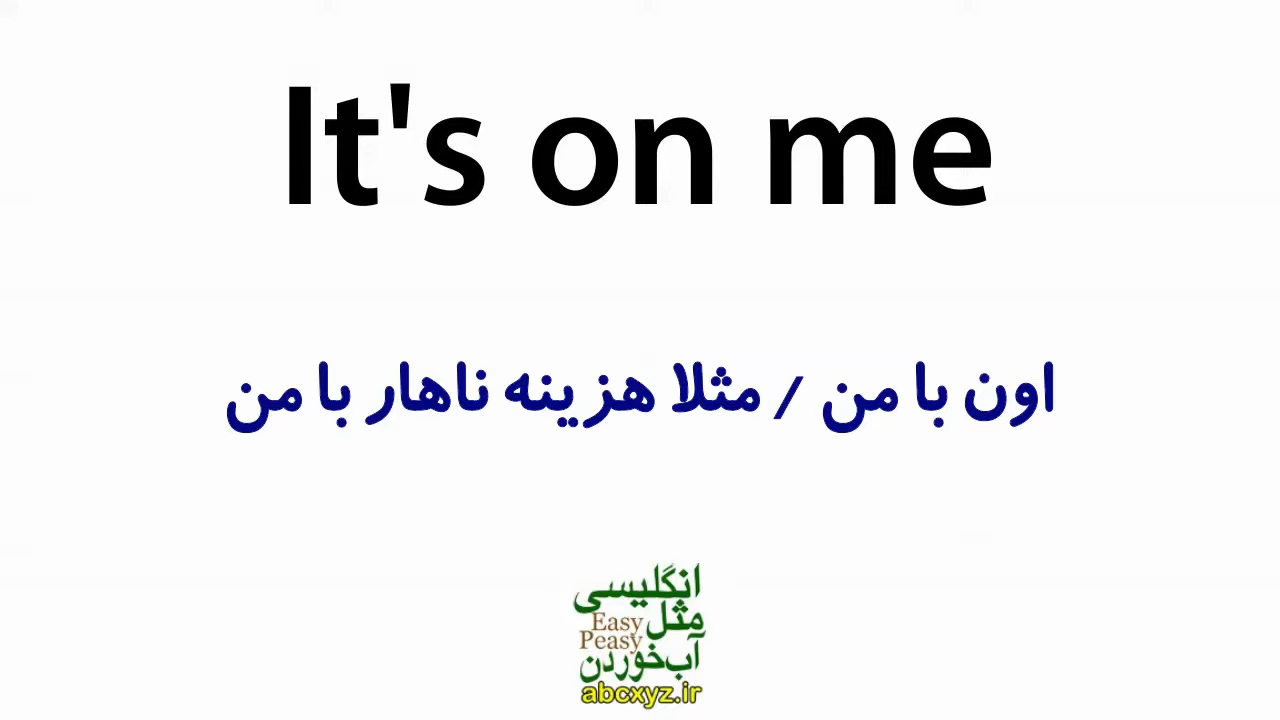 It's on me
اون با من / مثلا هزینه ناهار با من
انگلیسی
مثل Easy
Peasy
آب‌خوردن
abcxyz.ir